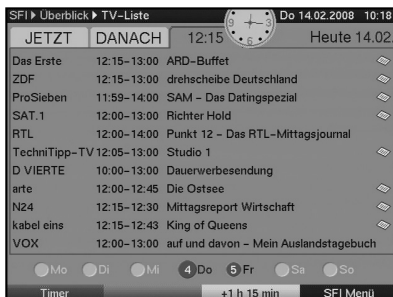 SFI ▸ Überblick ▸ TV-Liste Do 14.02.2008 10:18
JETZT DANACH 12:15 Heute 14.02.
9 3 6
Das Erste 12:15-13:00 ARD-Buffet
ZDF 12:15-13:00 drehscheibe Deutschland
ProSieben 11:59-14:00 SAM - Das Datingspezial
SAT.1 12:00-13:00 Richter Hold
RTL 12:00-14:00 Punkt 12 - Das RTL-Mittagsjournal
TechniTipp-TV 12:05-13:00 Studio 1
D VIERTE 10:00-13:00 Dauerwerbesendung
arte 12:00-12:45 Die Ostsee
N24 12:15-12:30 Mittagsreport Wirtschaft
kabel eins 12:15-12:43 King of Queens
VOX 12:00-13:00 auf und davon - Mein Auslandstagebuch
Mo Di Mi 4 Do 5 Fr Sa So
Timer +1 h 15 min SFI Menü